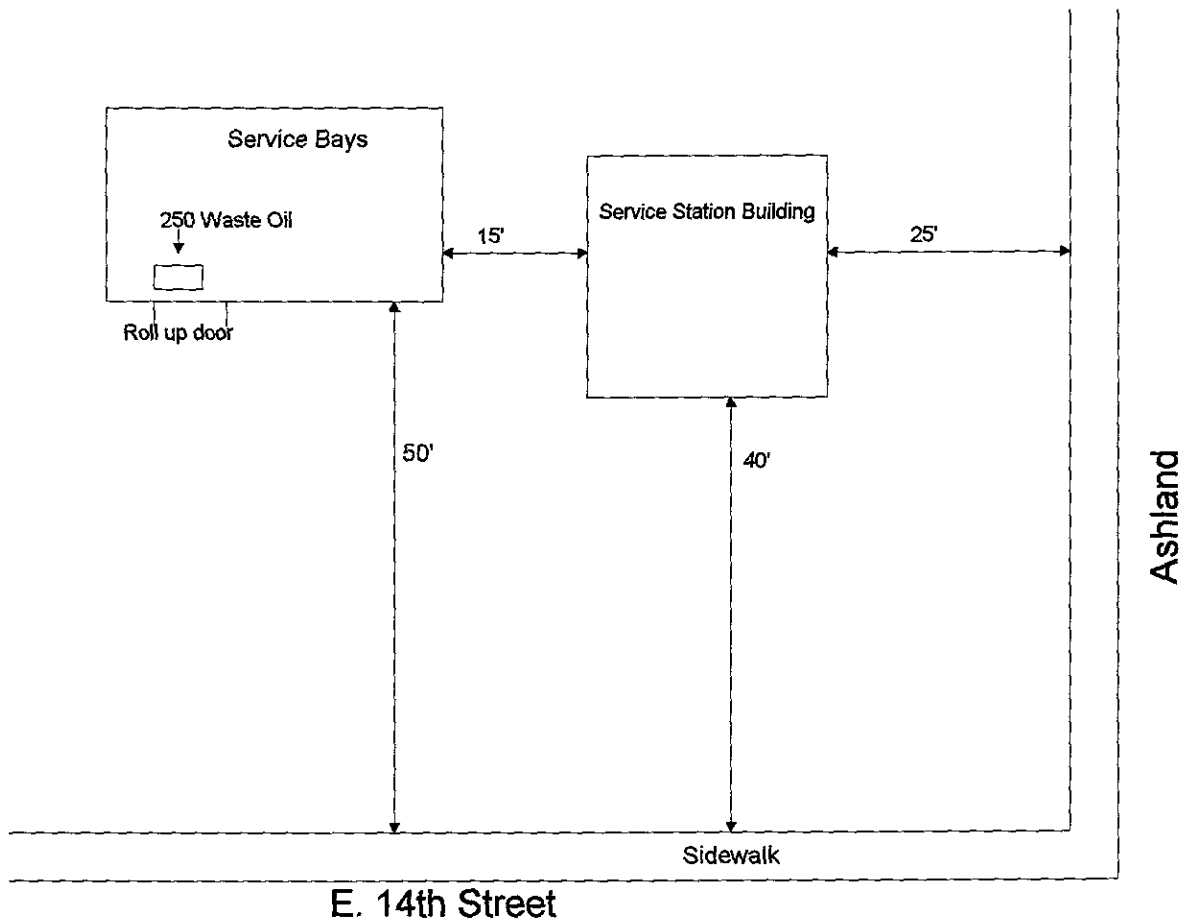 Service Bays
250 Waste Oil
Service Station Building
15'
25'
Roll up door
50'
40'
Ashland
Sidewalk
E. 14th Street